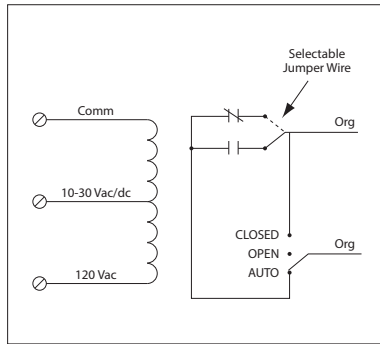 Selectable
Jumper Wire
Comm
Org
10-30 Vac/dc
CLOSED
OPEN
Org
AUTO
120 Vac